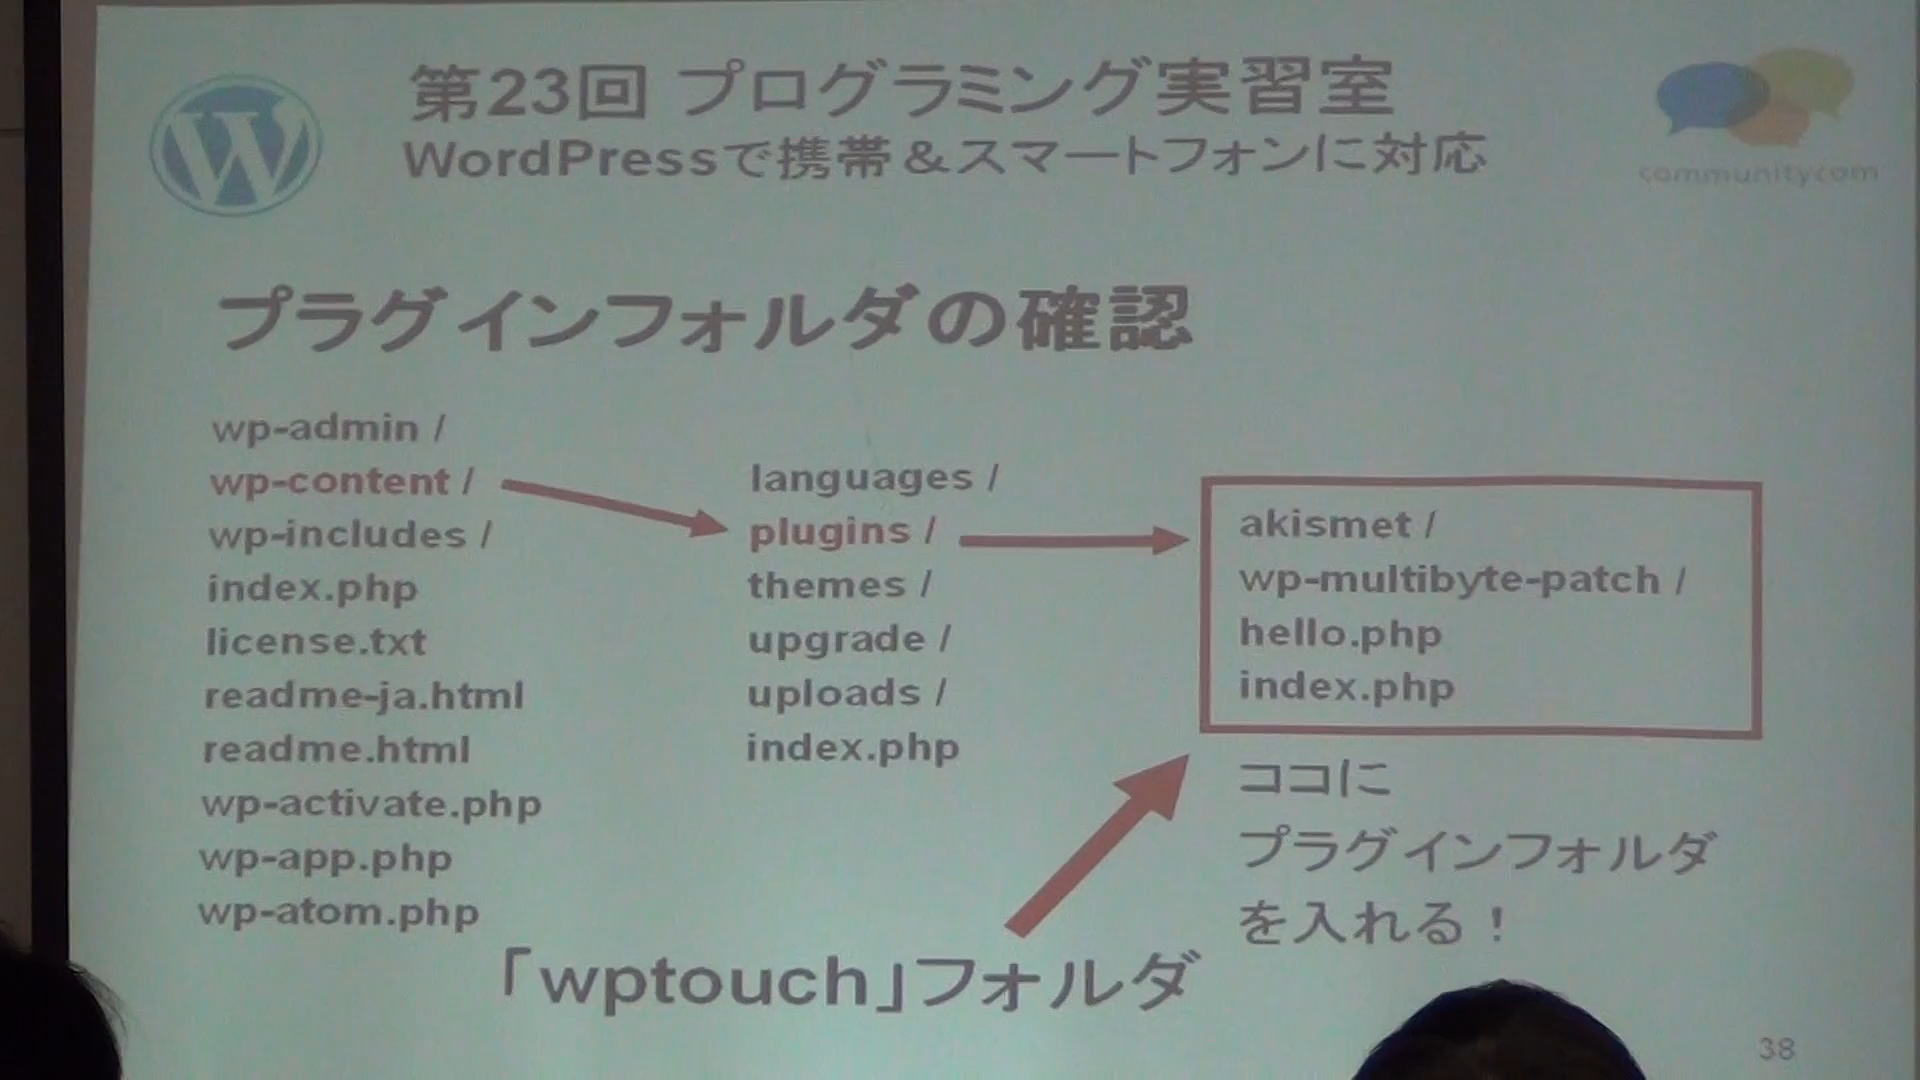 第23回 プログラミング実習室
WordPressで携帯＆スマートフォンに対応
communitycom
プラグインフォルダの確認
wp-admin /
wp-content /
wp-includes /
index.php
license.txt
readme-ja.html
readme.html
wp-activate.php
wp-app.php
wp-atom.php
languages /
plugins /
themes /
upgrade /
uploads /
index.php
akismet /
wp-multibyte-patch /
hello.php
index.php
ココに
プラグインフォルダ
を入れる！
「wptouch」フォルダ
38